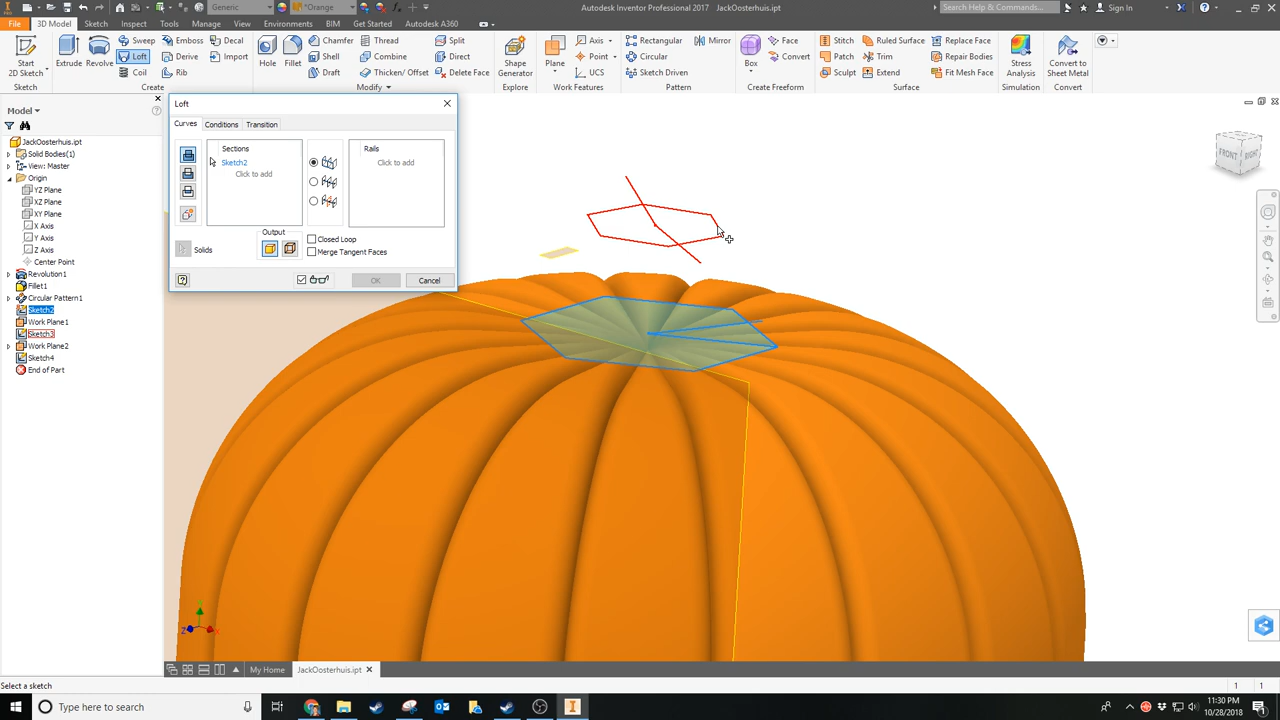 Generic
*Orange
Autodesk Inventor Professional 2017 JackOosterhuis.ipt
Search Help & Commands...
Sign In
File 3D Model Sketch Inspect Tools Manage View Environments BIM Get Started Autodesk A360
Start
2D Sketch
Extrude
Revolve
Sweep
Loft
Coil
Emboss
Derive
Rib
Decal
Import
Create
Hole
Fillet
Chamfer
Shell
Draft
Thread
Combine
Thicken/ Offset
Split
Direct
Delete Face
Modify
Shape
Generator
Explore
Plane
Axis
Point
UCS
Work Features
Rectangular
Circular
Sketch Driven
Mirror
Pattern
Box
Face
Convert
Create Freeform
Stitch
Patch
Sculpt
Ruled Surface
Trim
Extend
Replace Face
Repair Bodies
Fit Mesh Face
Surface
Stress
Analysis
Simulation
Convert to
Sheet Metal
Convert
Model
JackOosterhuis.ipt
Solid Bodies(1)
View: Master
Origin
YZ Plane
XZ Plane
XY Plane
X Axis
Y Axis
Z Axis
Center Point
Revolution1
Fillet1
Circular Pattern1
Sketch2
Work Plane1
Sketch3
Work Plane2
Sketch4
End of Part
Loft
Curves Conditions Transition
Sections
Sketch2
Click to add
Rails
Click to add
Solids
Output
Closed Loop
Merge Tangent Faces
OK
Cancel
FRONT RIGHT
Z
X
My Home JackOosterhuis.ipt
Select a sketch
1 1
Type here to search
11:30 PM
10/28/2018